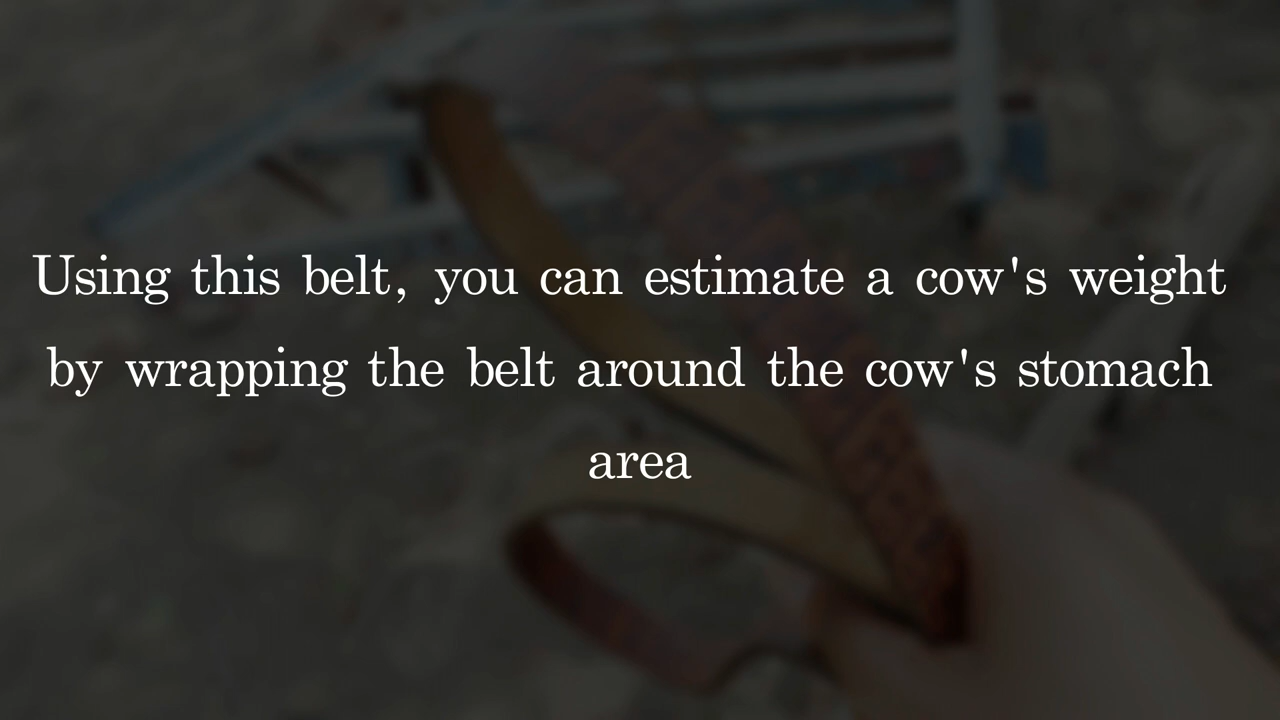 Using this belt, you can estimate a cow's weight
by wrapping the belt around the cow's stomach
area